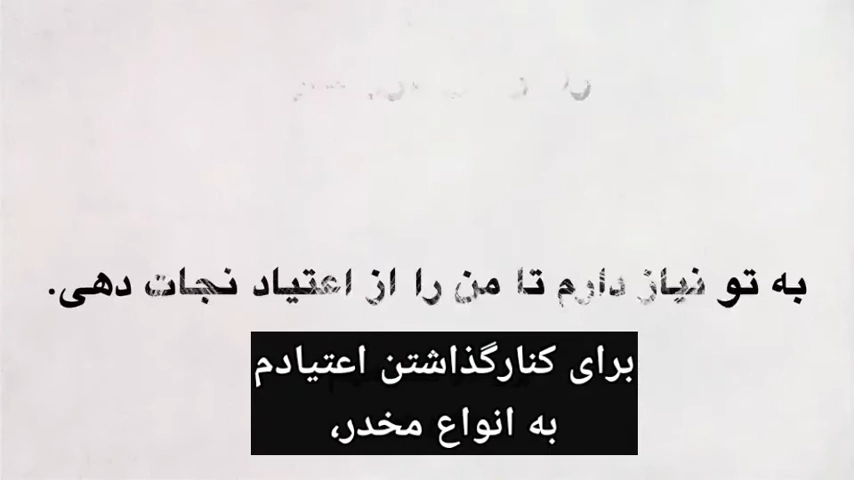 به تو نیاز دارم تا من را از اعتیاد نجات دهی.
برای کنارگذاشتن اعتیادم
به انواع مخدر،